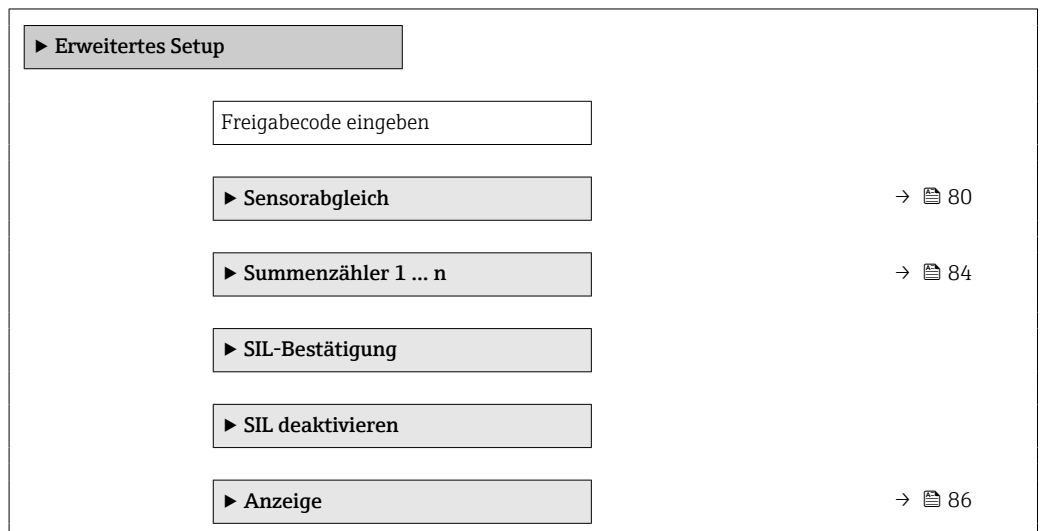 ▶ Erweitertes Setup
Freigabecode eingeben
▶ Sensorabgleich → 80
▶ Summenzähler 1 … n → 84
▶ SIL-Bestätigung
▶ SIL deaktivieren
▶ Anzeige → 86